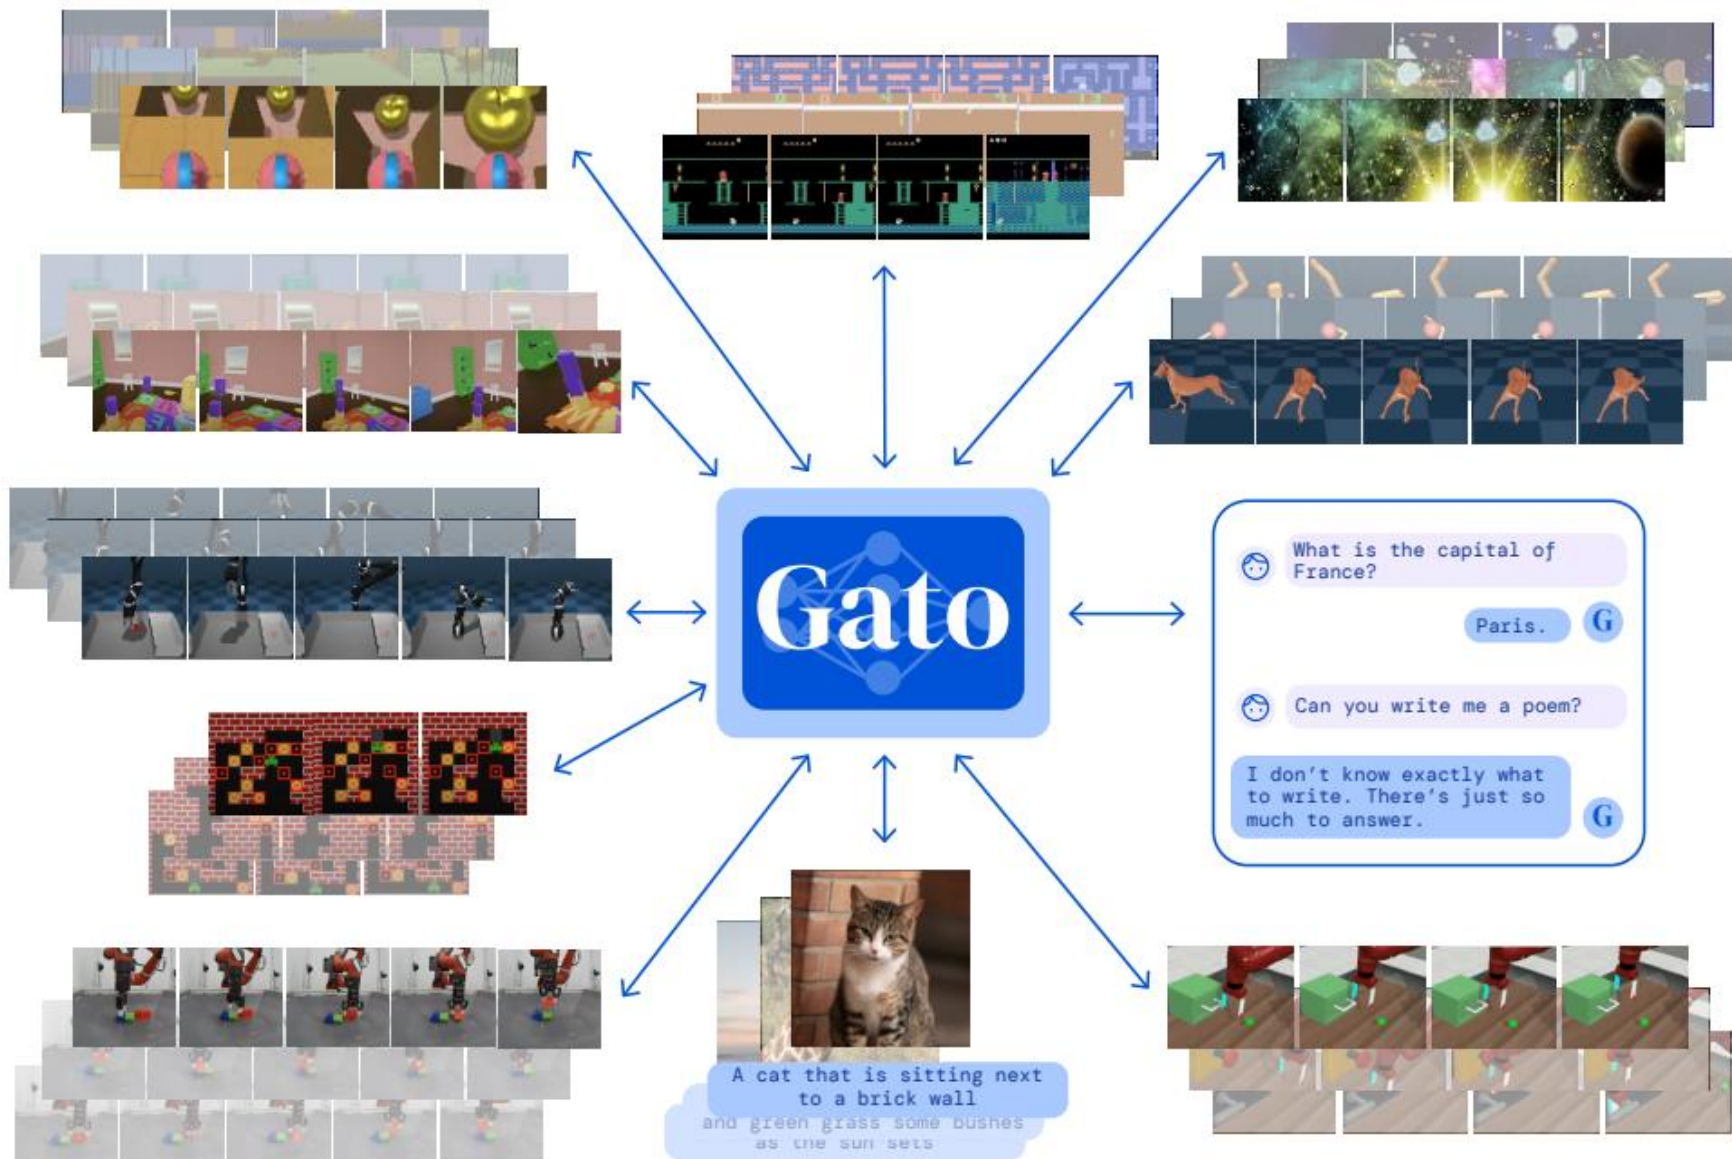 Gato
What is the capital of
France?
Paris.
G
Can you write me a poem?
I don't know exactly what
to write. There's just so
much to answer.
G
A cat that is sitting next
to a brick wall
and green grass some bushes
as the sun sets